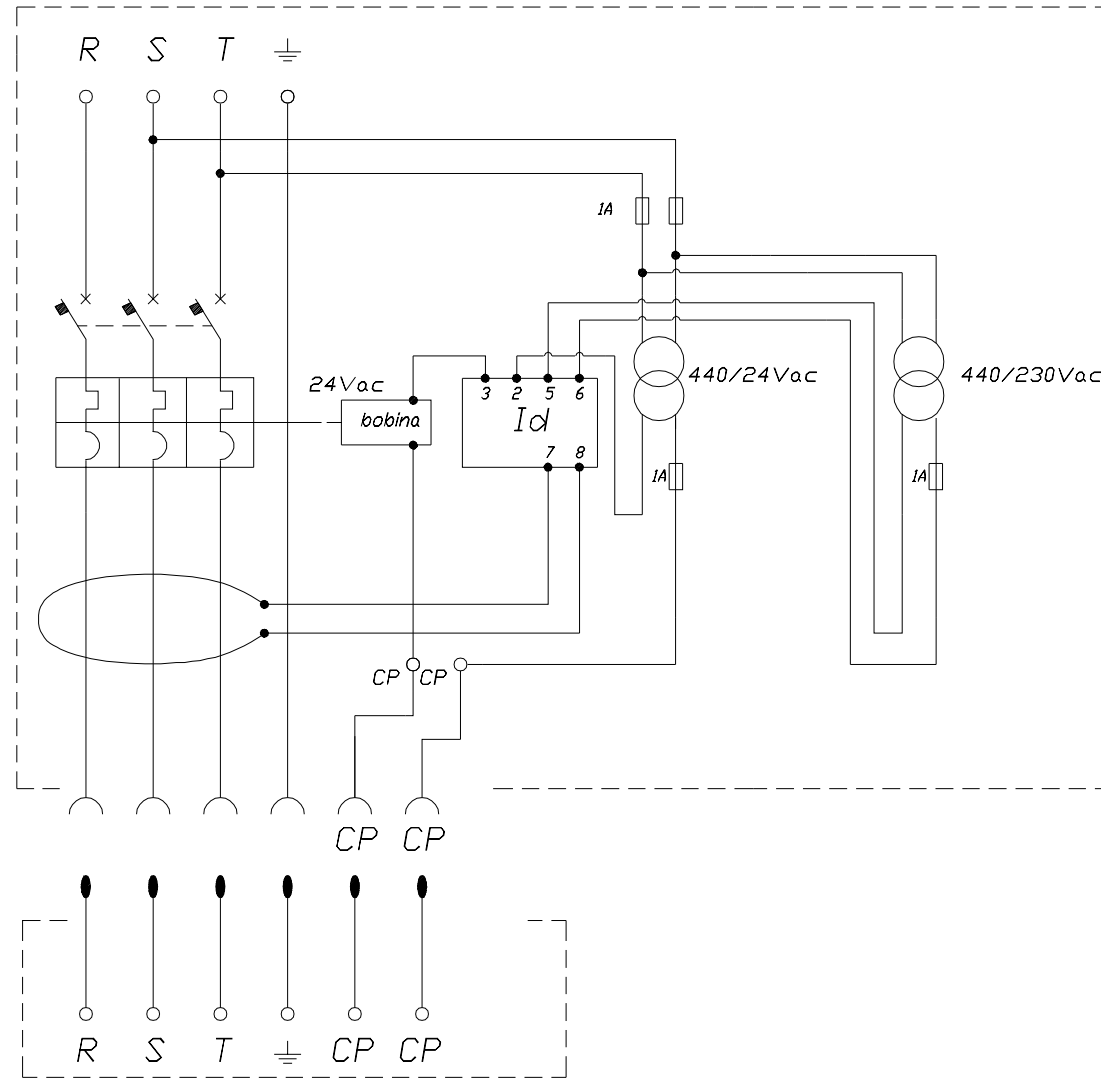 R S T
1A
440/24Vac 440/230Vac
24Vac
3 2 5 6
bobina
Id
7 8
1A 1A
CP CP
CP CP
R S T CP CP